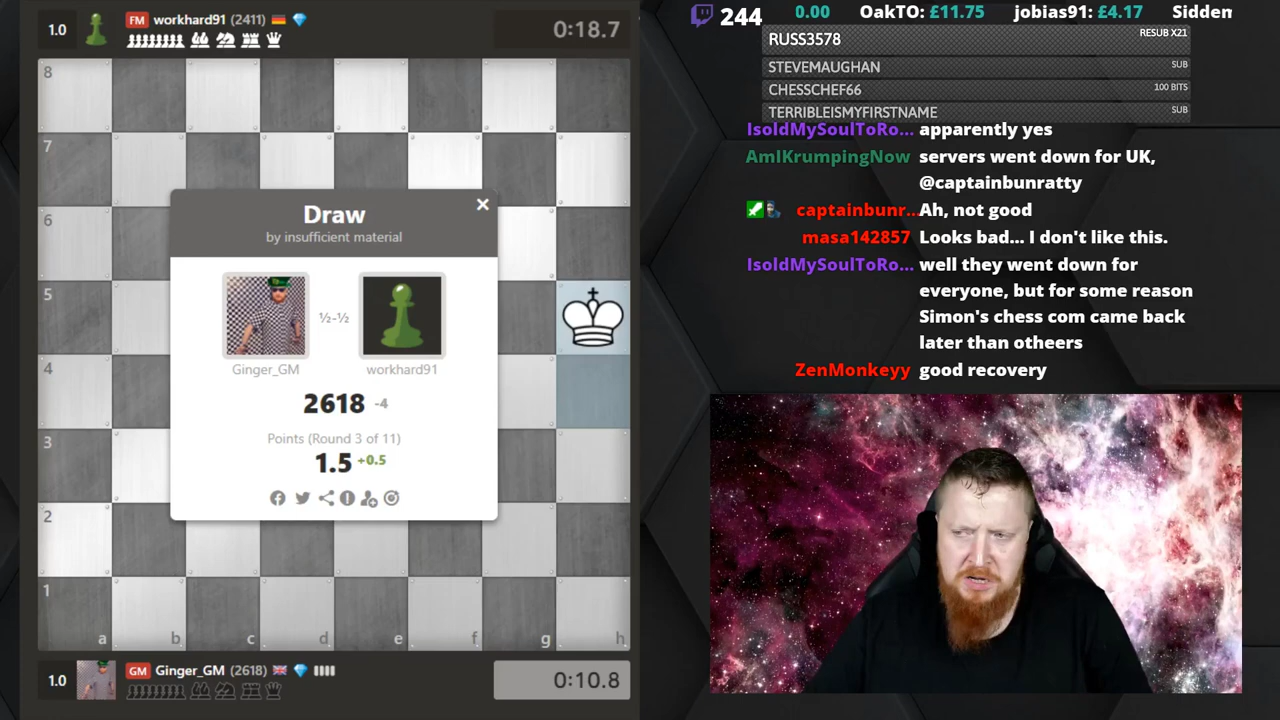 1.0 FM workhard91 (2411) 0:18.7
8
7
6
5
4
3
2
1
a b c d e f g h
Draw
by insufficient material
½-½
Ginger_GM workhard91
2618 -4
Points (Round 3 of 11)
1.5 +0.5
1.0 GM Ginger_GM (2618) 0:10.8
244 0.00 OakTO: £11.75 jobias91: £4.17 Sidden
RUSS3578 RESUB X21
STEVEMAUGHAN SUB
CHESSCHEF66 100 BITS
TERRIBLEISMYFIRSTNAME SUB
IsoldMySoulToRo... apparently yes
AmIKrumpingNow servers went down for UK,
@captainbunratty
captainbunr... Ah, not good
masa142857 Looks bad... I don't like this.
IsoldMySoulToRo... well they went down for
everyone, but for some reason
Simon's chess com came back
later than otheers
ZenMonkeyy good recovery